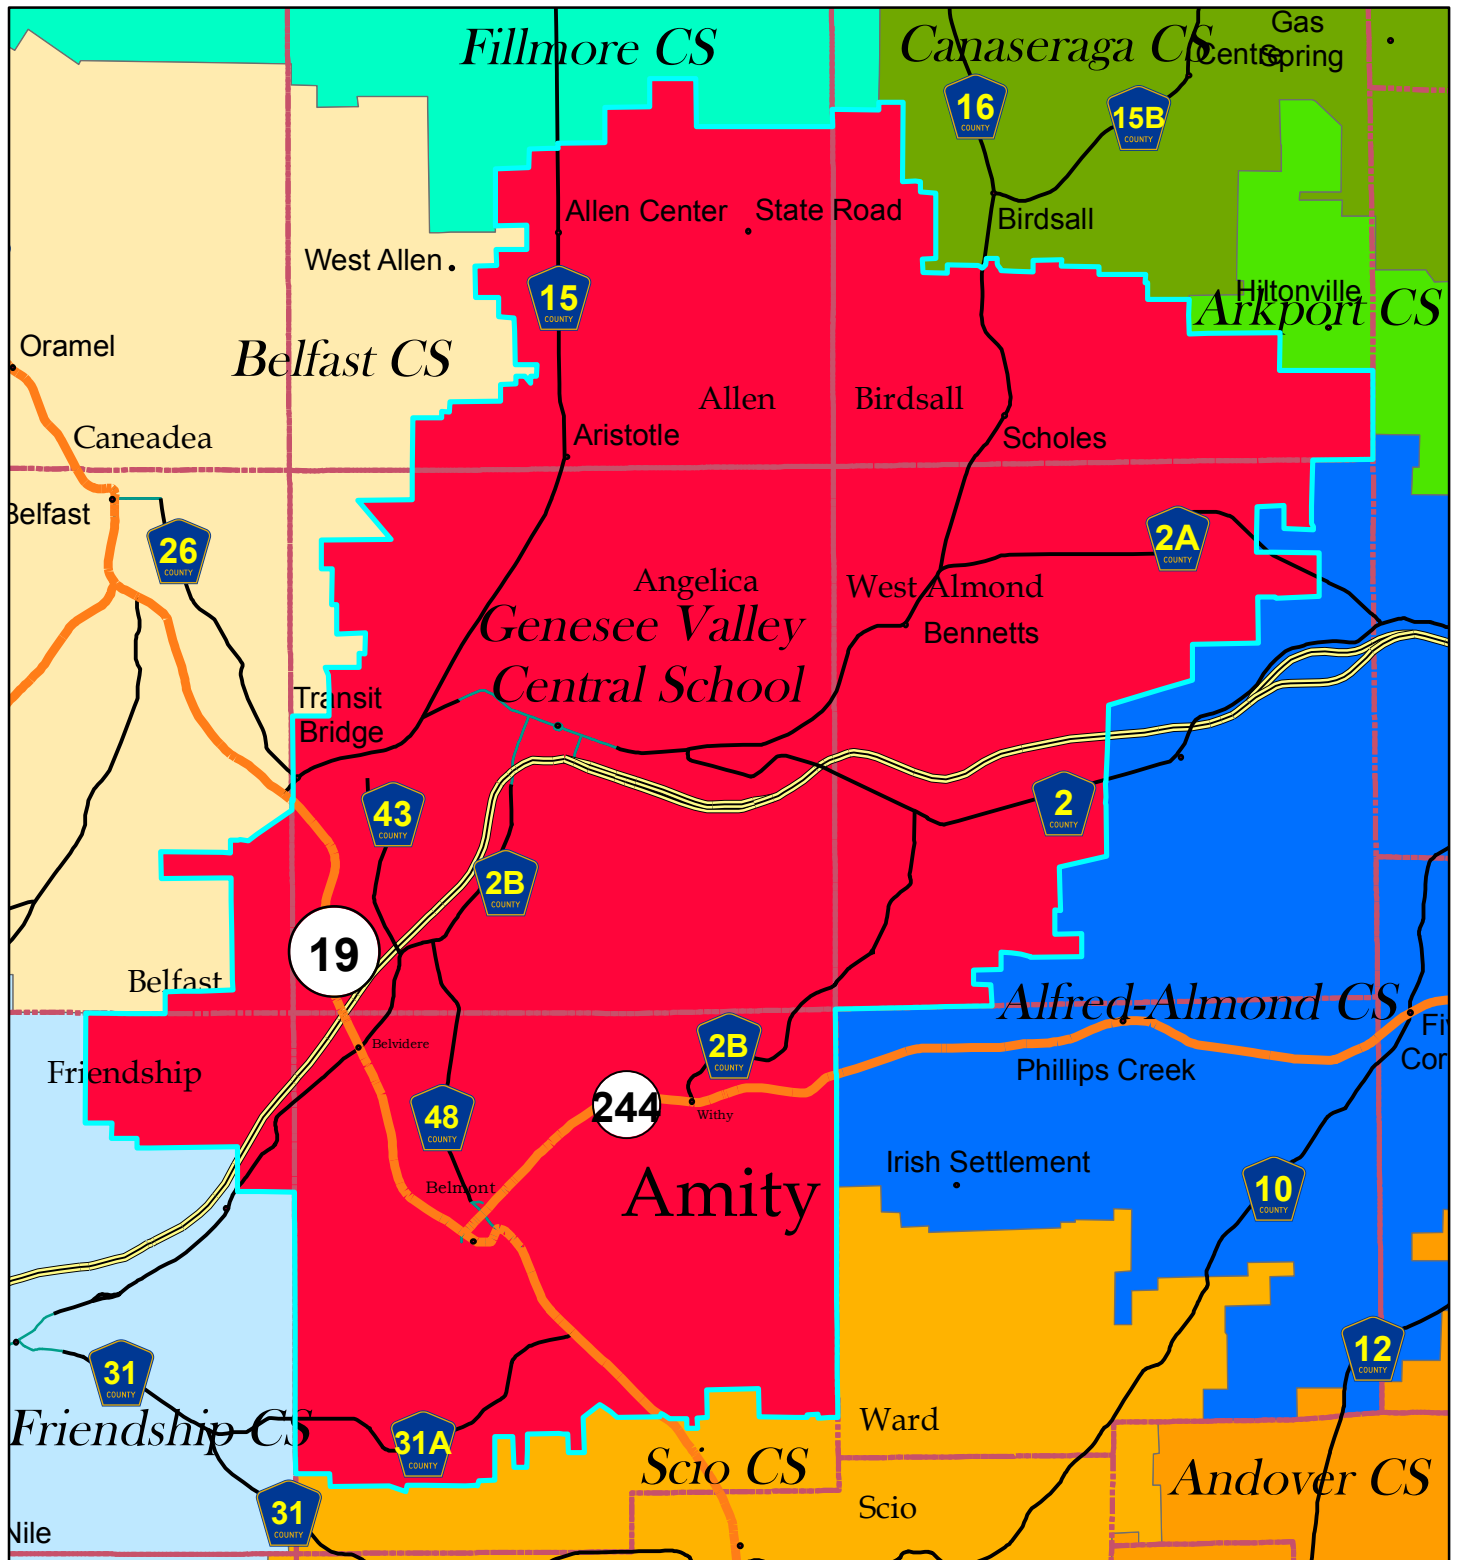 Fillmore CS
Canaseraga CS
Gas
Spring
Centre
16
COUNTY
15B
COUNTY
Allen Center
State Road
Birdsall
West Allen
15
COUNTY
Hiltonville
Arkport CS
Oramel
Belfast CS
Allen
Birdsall
Caneadea
Aristotle
Scholes
Belfast
26
COUNTY
2A
COUNTY
Angelica
West Almond
Genesee Valley
Central School
Bennetts
Transit
Bridge
43
COUNTY
2
COUNTY
2B
COUNTY
19
Belfast
Alfred-Almond CS
Belvidere
2B
COUNTY
Fi
Cor
Friendship
Phillips Creek
48
COUNTY
244
Withy
Irish Settlement
Belmont
Amity
10
COUNTY
12
COUNTY
31
COUNTY
Friendship CS
31A
COUNTY
Ward
Scio CS
Andover CS
31
COUNTY
Scio
Nile